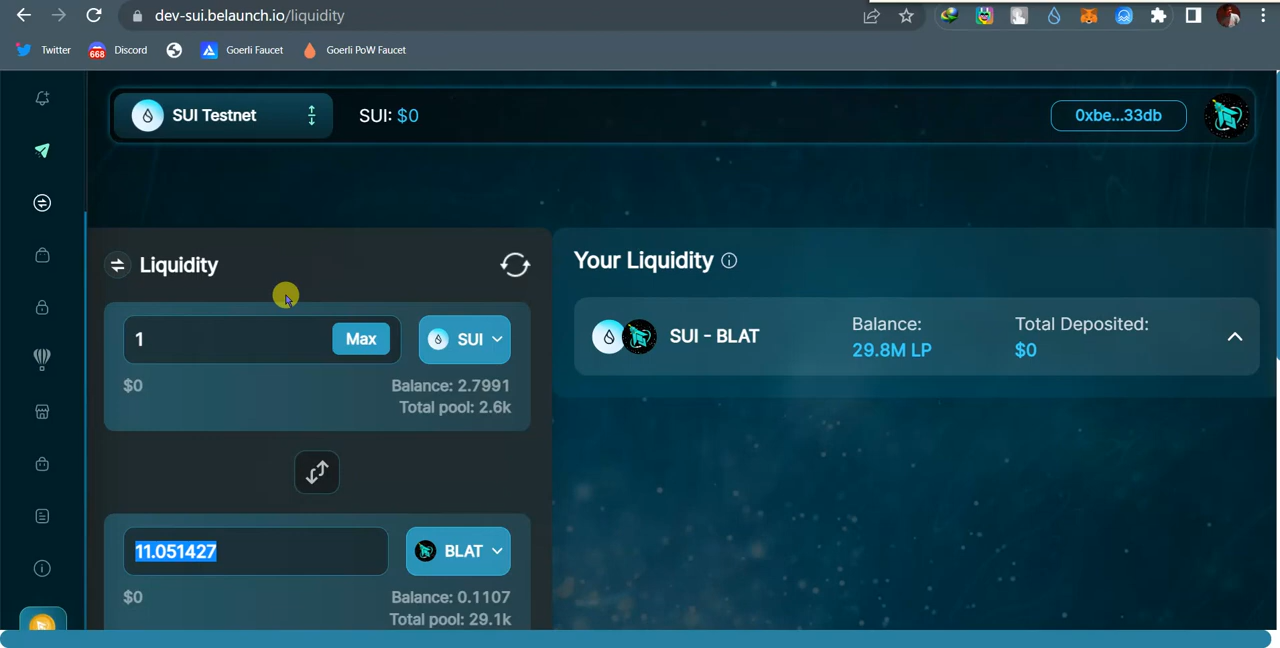 dev-sui.belaunch.io/liquidity
Twitter
668
Discord
Goerli Faucet
Goerli PoW Faucet
SUI Testnet
SUI: $0
0xbe...33db
Liquidity
1
Max
SUI
$0
Balance: 2.7991
Total pool: 2.6k
11.051427
BLAT
$0
Balance: 0.1107
Total pool: 29.1k
Your Liquidity
SUI - BLAT
Balance:
29.8M LP
Total Deposited:
$0